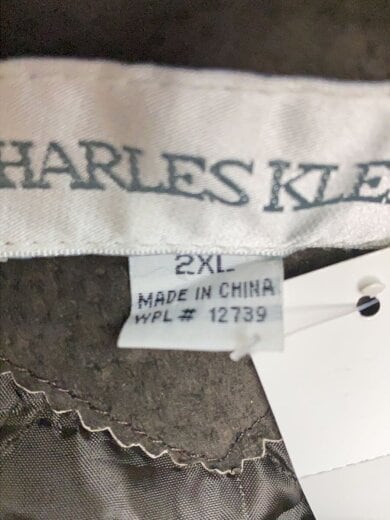 HARLES KLE
2XL
MADE IN CHINA
WPL # 12739